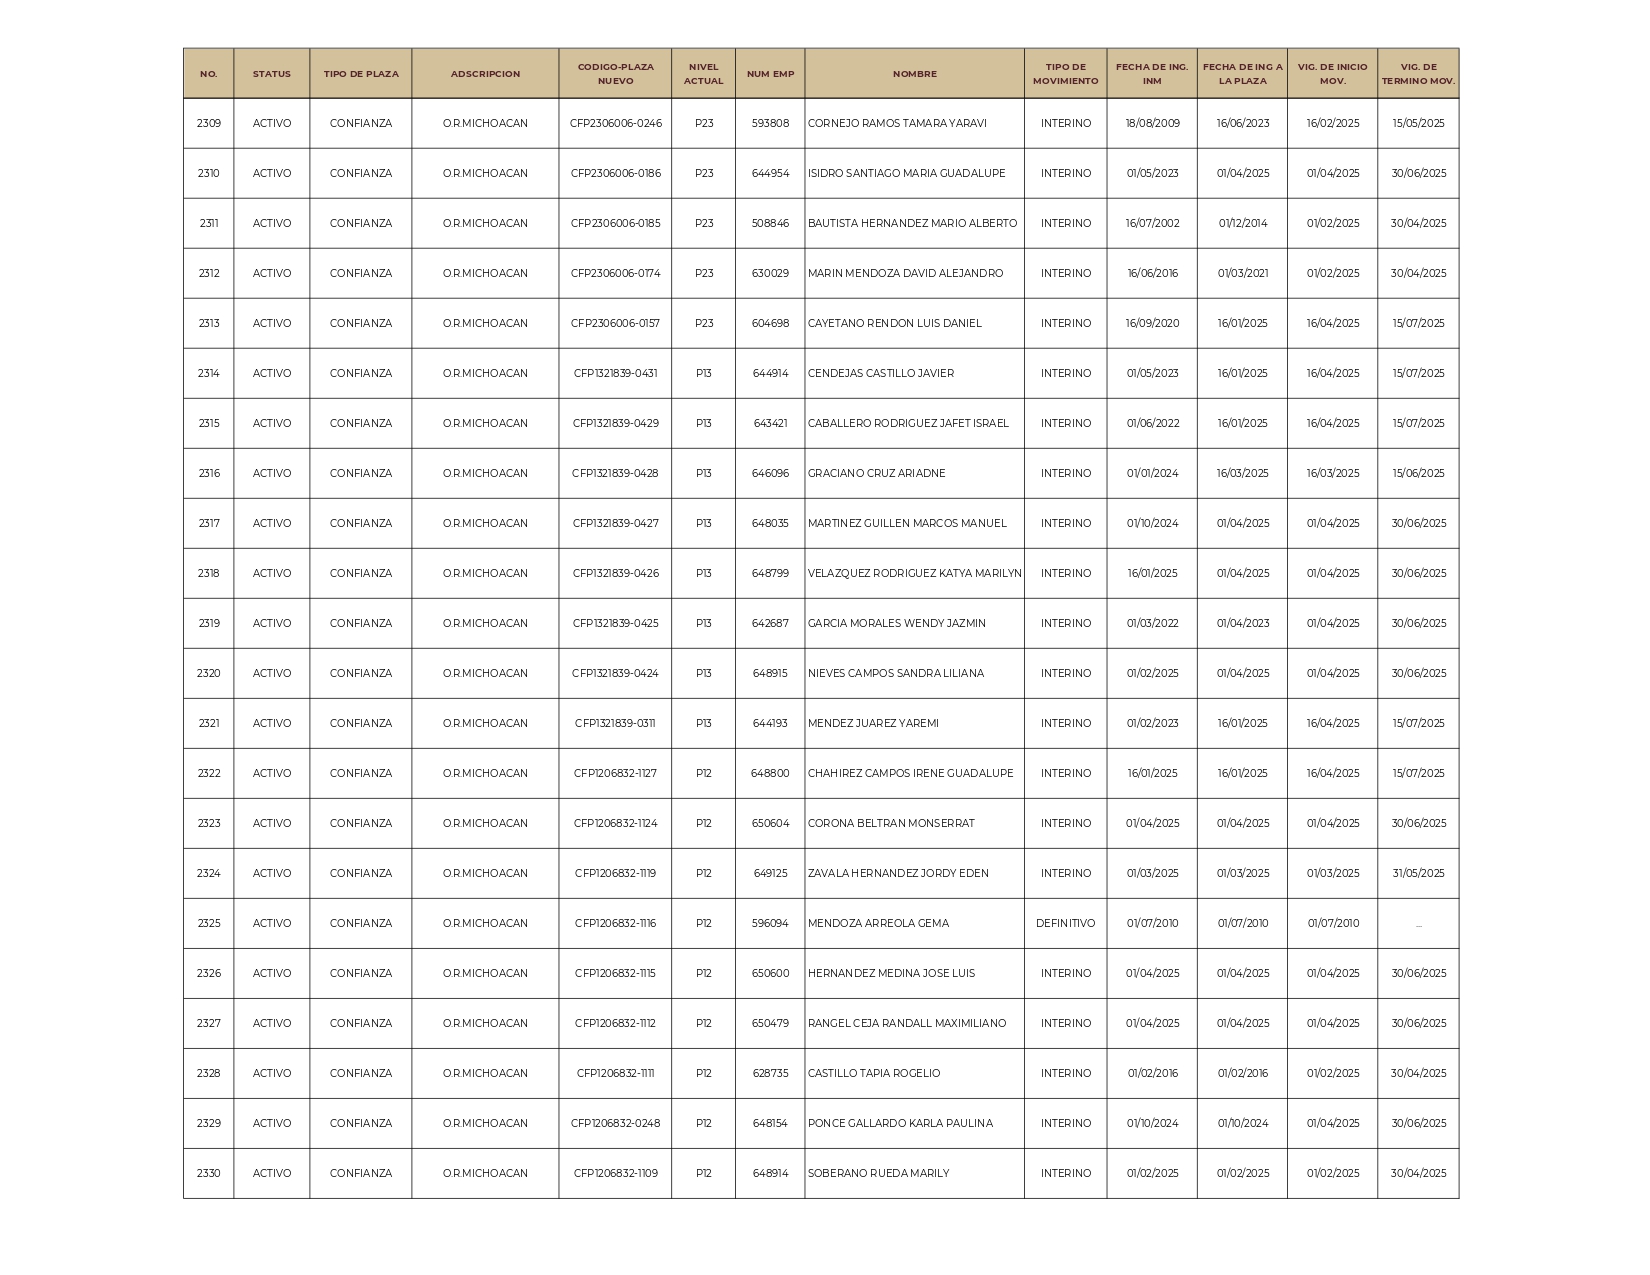 NO. STATUS TIPO DE PLAZA ADSCRIPCION CODIGO-PLAZA NUEVO NIVEL ACTUAL NUM EMP NOMBRE TIPO DE MOVIMIENTO FECHA DE ING. INM FECHA DE ING A LA PLAZA VIG. DE INICIO MOV. VIG. DE TERMINO MOV.
2309 ACTIVO CONFIANZA O.R.MICHOACAN CFP2306006-0246 P23 593808 CORNEJO RAMOS TAMARA YARAVI INTERINO 18/08/2009 16/06/2023 16/02/2025 15/05/2025
2310 ACTIVO CONFIANZA O.R.MICHOACAN CFP2306006-0186 P23 644954 ISIDRO SANTIAGO MARIA GUADALUPE INTERINO 01/05/2023 01/04/2025 01/04/2025 30/06/2025
2311 ACTIVO CONFIANZA O.R.MICHOACAN CFP2306006-0185 P23 508846 BAUTISTA HERNANDEZ MARIO ALBERTO INTERINO 16/07/2002 01/12/2014 01/02/2025 30/04/2025
2312 ACTIVO CONFIANZA O.R.MICHOACAN CFP2306006-0174 P23 630029 MARIN MENDOZA DAVID ALEJANDRO INTERINO 16/06/2016 01/03/2021 01/02/2025 30/04/2025
2313 ACTIVO CONFIANZA O.R.MICHOACAN CFP2306006-0157 P23 604698 CAYETANO RENDON LUIS DANIEL INTERINO 16/09/2020 16/01/2025 16/04/2025 15/07/2025
2314 ACTIVO CONFIANZA O.R.MICHOACAN CFP1321839-0431 P13 644914 CENDEJAS CASTILLO JAVIER INTERINO 01/05/2023 16/01/2025 16/04/2025 15/07/2025
2315 ACTIVO CONFIANZA O.R.MICHOACAN CFP1321839-0429 P13 643421 CABALLERO RODRIGUEZ JAFET ISRAEL INTERINO 01/06/2022 16/01/2025 16/04/2025 15/07/2025
2316 ACTIVO CONFIANZA O.R.MICHOACAN CFP1321839-0428 P13 646096 GRACIANO CRUZ ARIADNE INTERINO 01/01/2024 16/03/2025 16/03/2025 15/06/2025
2317 ACTIVO CONFIANZA O.R.MICHOACAN CFP1321839-0427 P13 648035 MARTINEZ GUILLEN MARCOS MANUEL INTERINO 01/10/2024 01/04/2025 01/04/2025 30/06/2025
2318 ACTIVO CONFIANZA O.R.MICHOACAN CFP1321839-0426 P13 648799 VELAZQUEZ RODRIGUEZ KATYA MARILYN INTERINO 16/01/2025 01/04/2025 01/04/2025 30/06/2025
2319 ACTIVO CONFIANZA O.R.MICHOACAN CFP1321839-0425 P13 642687 GARCIA MORALES WENDY JAZMIN INTERINO 01/03/2022 01/04/2023 01/04/2025 30/06/2025
2320 ACTIVO CONFIANZA O.R.MICHOACAN CFP1321839-0424 P13 648915 NIEVES CAMPOS SANDRA LILIANA INTERINO 01/02/2025 01/04/2025 01/04/2025 30/06/2025
2321 ACTIVO CONFIANZA O.R.MICHOACAN CFP1321839-0311 P13 644193 MENDEZ JUAREZ YAREMI INTERINO 01/02/2023 16/01/2025 16/04/2025 15/07/2025
2322 ACTIVO CONFIANZA O.R.MICHOACAN CFP1206832-1127 P12 648800 CHAHIREZ CAMPOS IRENE GUADALUPE INTERINO 16/01/2025 16/01/2025 16/04/2025 15/07/2025
2323 ACTIVO CONFIANZA O.R.MICHOACAN CFP1206832-1124 P12 650604 CORONA BELTRAN MONSERRAT INTERINO 01/04/2025 01/04/2025 01/04/2025 30/06/2025
2324 ACTIVO CONFIANZA O.R.MICHOACAN CFP1206832-1119 P12 649125 ZAVALA HERNANDEZ JORDY EDEN INTERINO 01/03/2025 01/03/2025 01/03/2025 31/05/2025
2325 ACTIVO CONFIANZA O.R.MICHOACAN CFP1206832-1116 P12 596094 MENDOZA ARREOLA GEMA DEFINITIVO 01/07/2010 01/07/2010 01/07/2010 ...
2326 ACTIVO CONFIANZA O.R.MICHOACAN CFP1206832-1115 P12 650600 HERNANDEZ MEDINA JOSE LUIS INTERINO 01/04/2025 01/04/2025 01/04/2025 30/06/2025
2327 ACTIVO CONFIANZA O.R.MICHOACAN CFP1206832-1112 P12 650479 RANGEL CEJA RANDALL MAXIMILIANO INTERINO 01/04/2025 01/04/2025 01/04/2025 30/06/2025
2328 ACTIVO CONFIANZA O.R.MICHOACAN CFP1206832-1111 P12 628735 CASTILLO TAPIA ROGELIO INTERINO 01/02/2016 01/02/2016 01/02/2025 30/04/2025
2329 ACTIVO CONFIANZA O.R.MICHOACAN CFP1206832-0248 P12 648154 PONCE GALLARDO KARLA PAULINA INTERINO 01/10/2024 01/10/2024 01/04/2025 30/06/2025
2330 ACTIVO CONFIANZA O.R.MICHOACAN CFP1206832-1109 P12 648914 SOBERANO RUEDA MARILY INTERINO 01/02/2025 01/02/2025 01/02/2025 30/04/2025